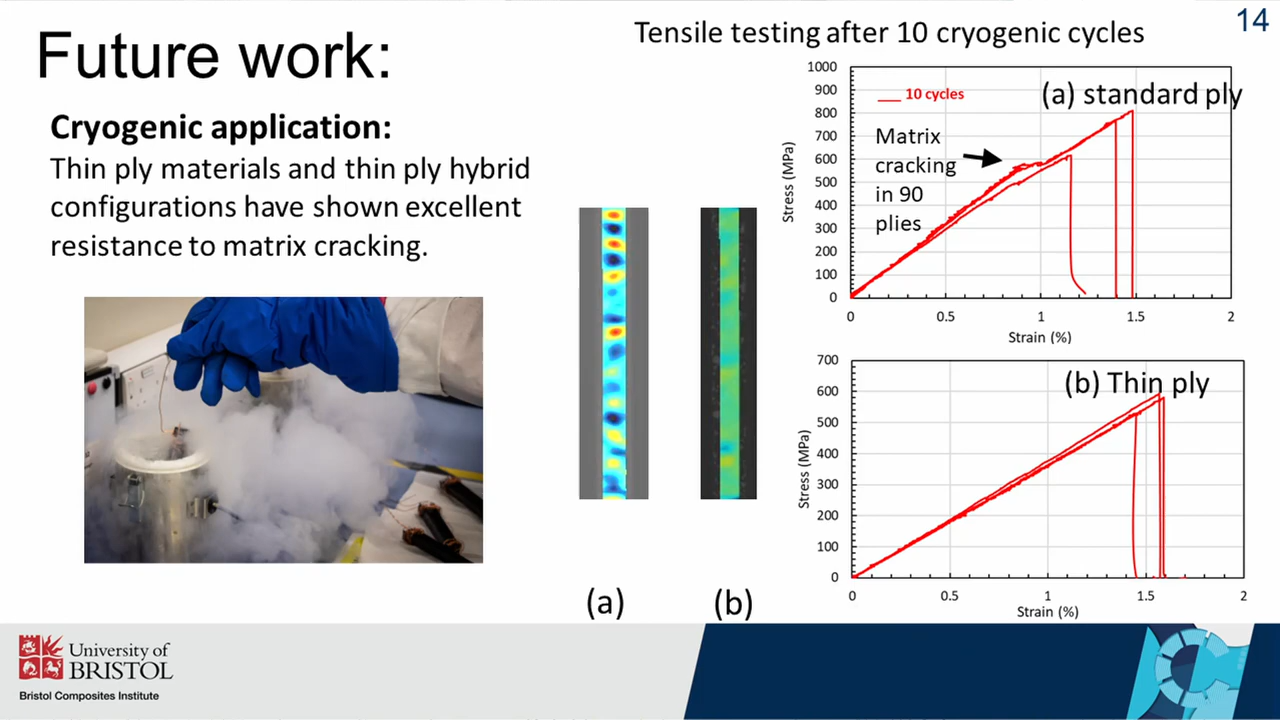 Future work:
Cryogenic application:
Thin ply materials and thin ply hybrid
configurations have shown excellent
resistance to matrix cracking.
(a)
(b)
Tensile testing after 10 cryogenic cycles
14
1000
900
800
700
600
500
400
300
200
100
0
Stress (MPa)
10 cycles
(a) standard ply
Matrix
cracking
in 90
plies
0
0.5
1
1.5
2
Strain (%)
700
600
500
400
300
200
100
0
Stress (MPa)
(b) Thin ply
0
0.5
1
1.5
2
Strain (%)
University of
BRISTOL
Bristol Composites Institute